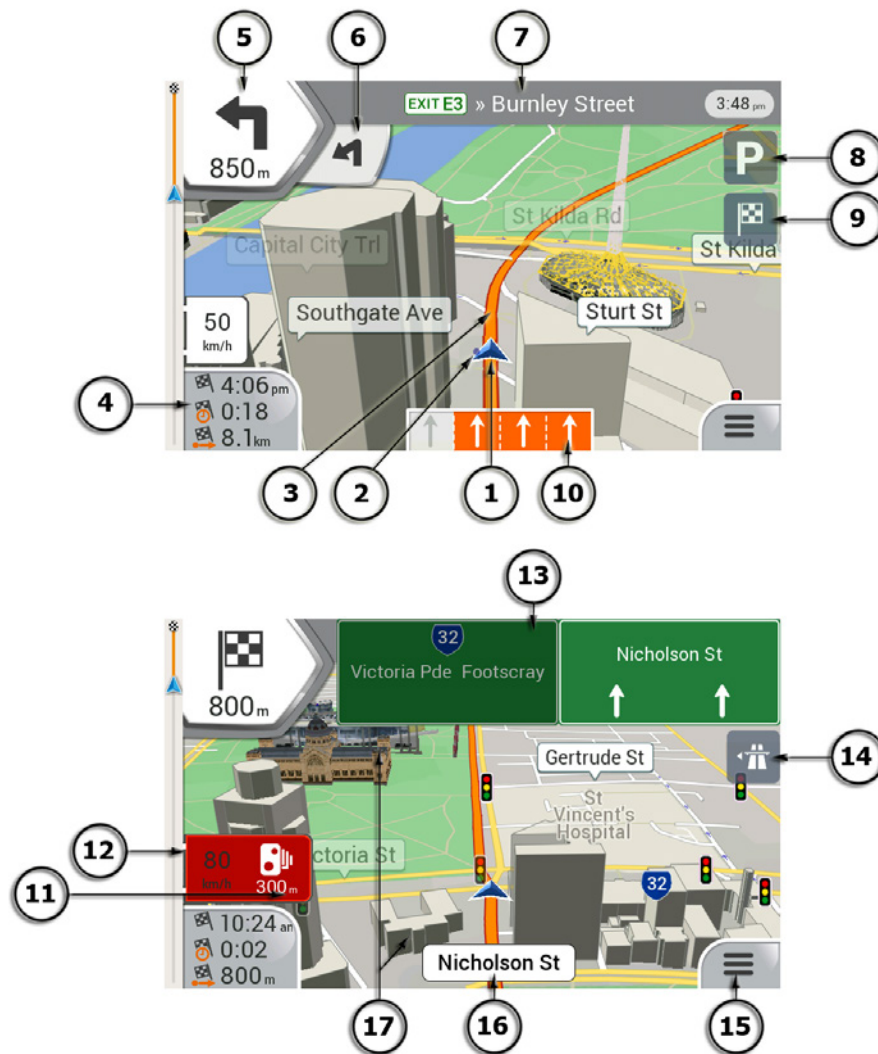 5 6 7
EXIT E3 » Burnley Street 3:48 pm
850 m
P
8
St Kilda Rd
9
Capital City Trl
St Kilda
50
km/h
Southgate Ave
Sturt St
4
4:06 pm
0:18
8.1 km
3 2 1 10
13
32
Victoria Pde Footscray
Nicholson St
800 m
Gertrude St
14
St
Vincent's
Hospital
12
80
km/h
ctoria St
300 m
11
32
10:24 am
0:02
800 m
Nicholson St
17 16 15